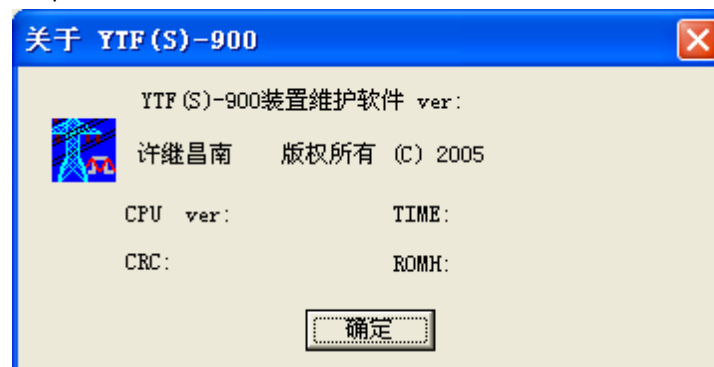 关于 YTF(S)-900
YTF(S)-900装置维护软件 ver:
许继昌南 版权所有 (C) 2005
CPU ver: TIME:
CRC: ROMH:
确定